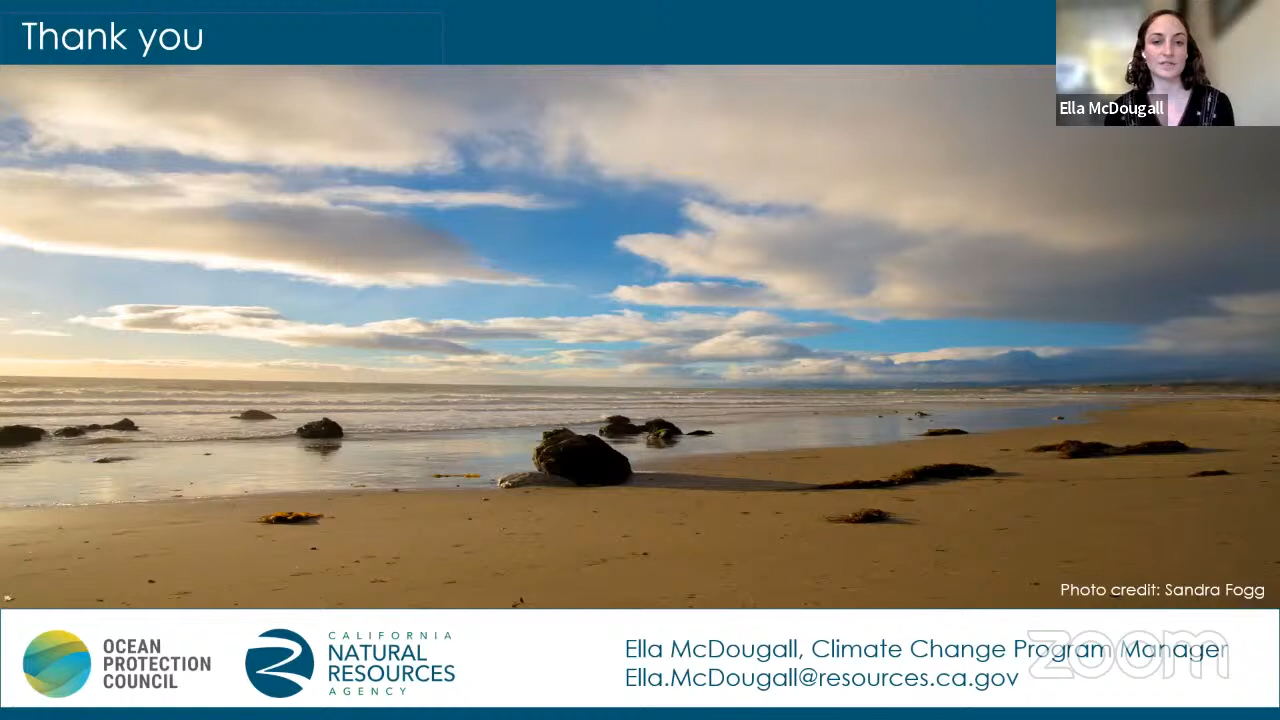 Thank you
Ella McDougall
Photo credit: Sandra Fogg
OCEAN
PROTECTION
COUNCIL
CALIFORNIA
NATURAL
RESOURCES
AGENCY
Ella McDougall, Climate Change Program Manager
Ella.McDougall@resources.ca.gov
zoom